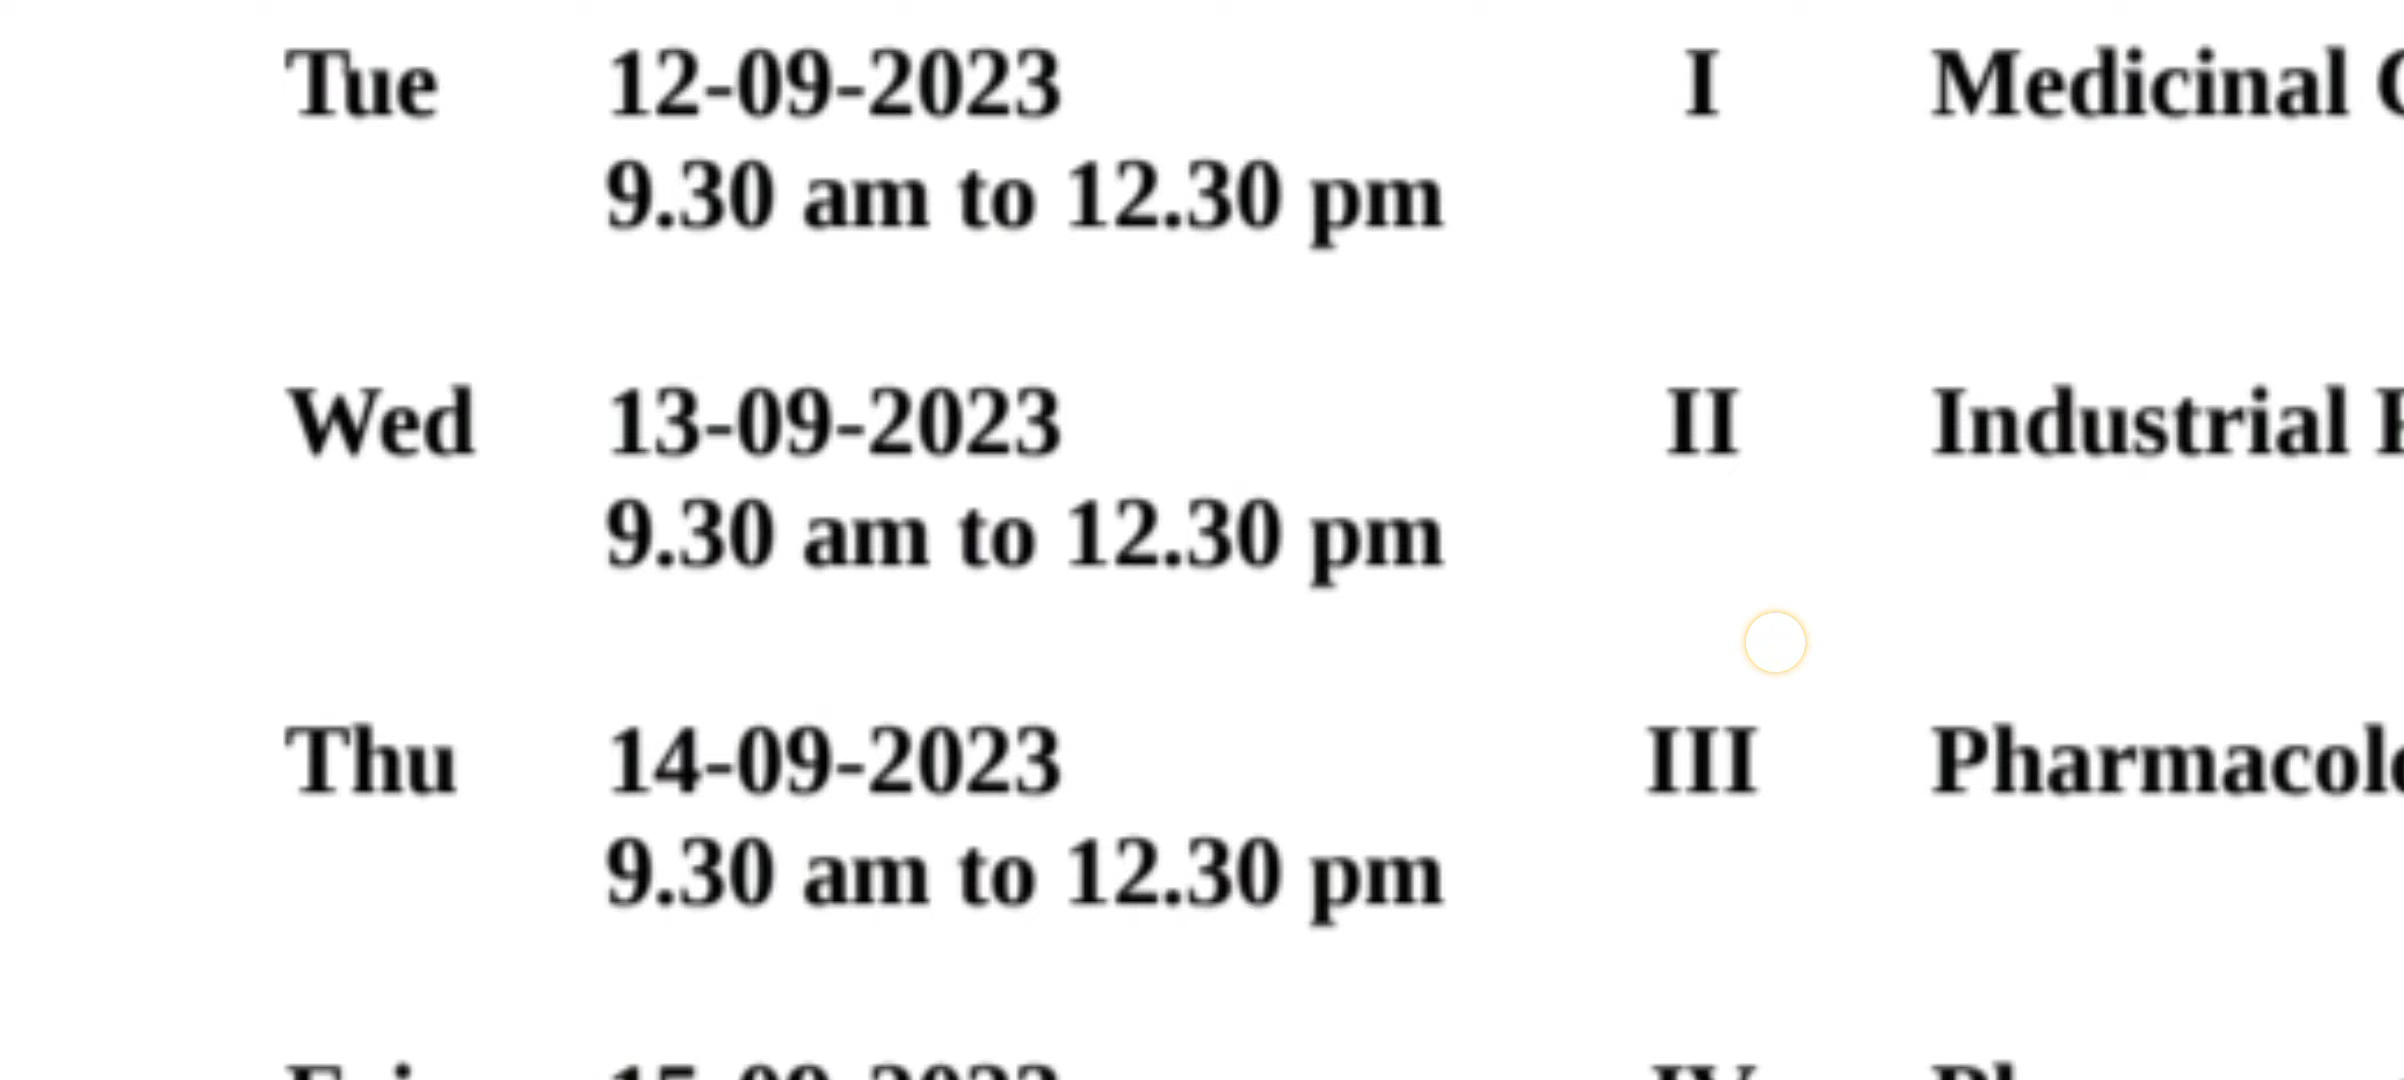 Tue 12-09-2023 I Medicinal
9.30 am to 12.30 pm
Wed 13-09-2023 II Industrial
9.30 am to 12.30 pm
Thu 14-09-2023 III
9.30 am to 12.30 pm